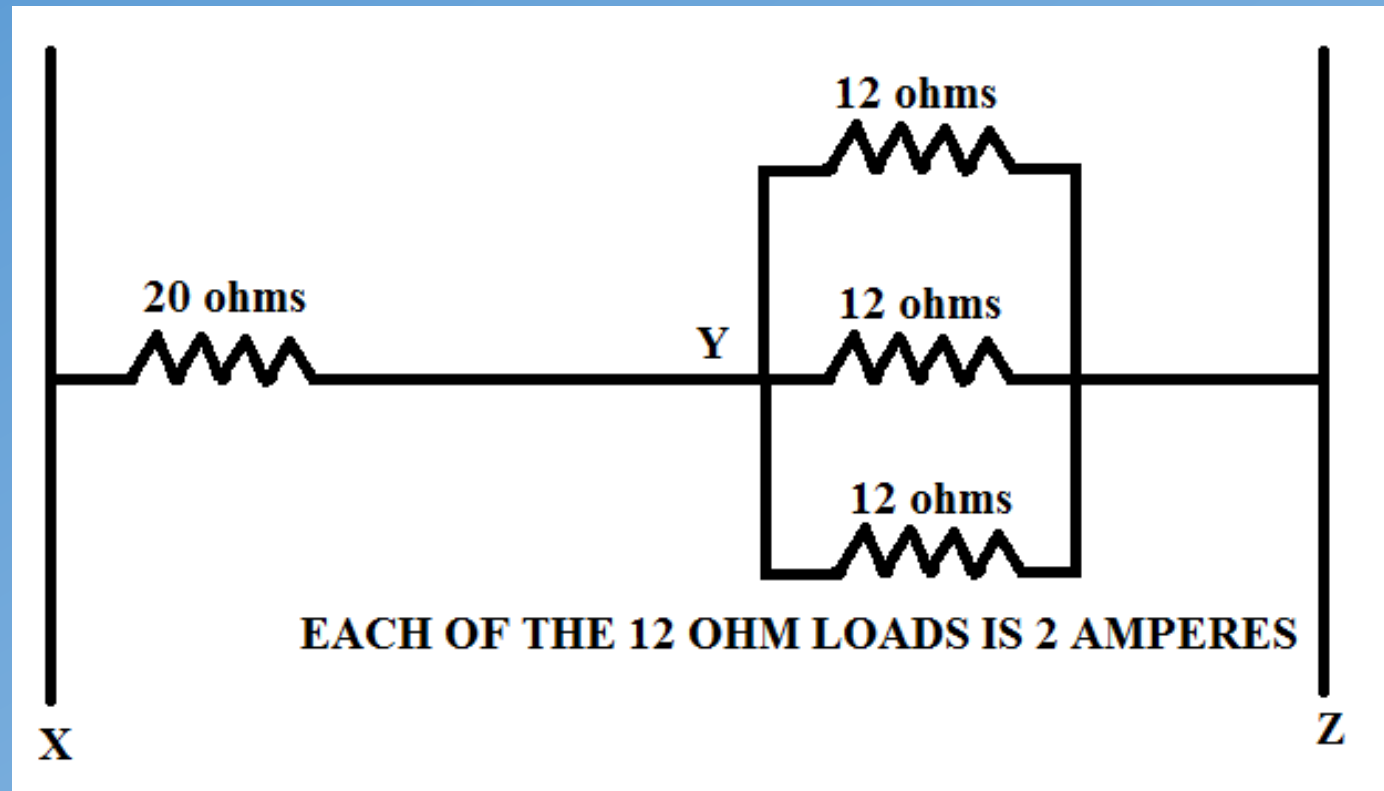 12 ohms
20 ohms
12 ohms
Y
12 ohms
EACH OF THE 12 OHM LOADS IS 2 AMPERES
X
Z